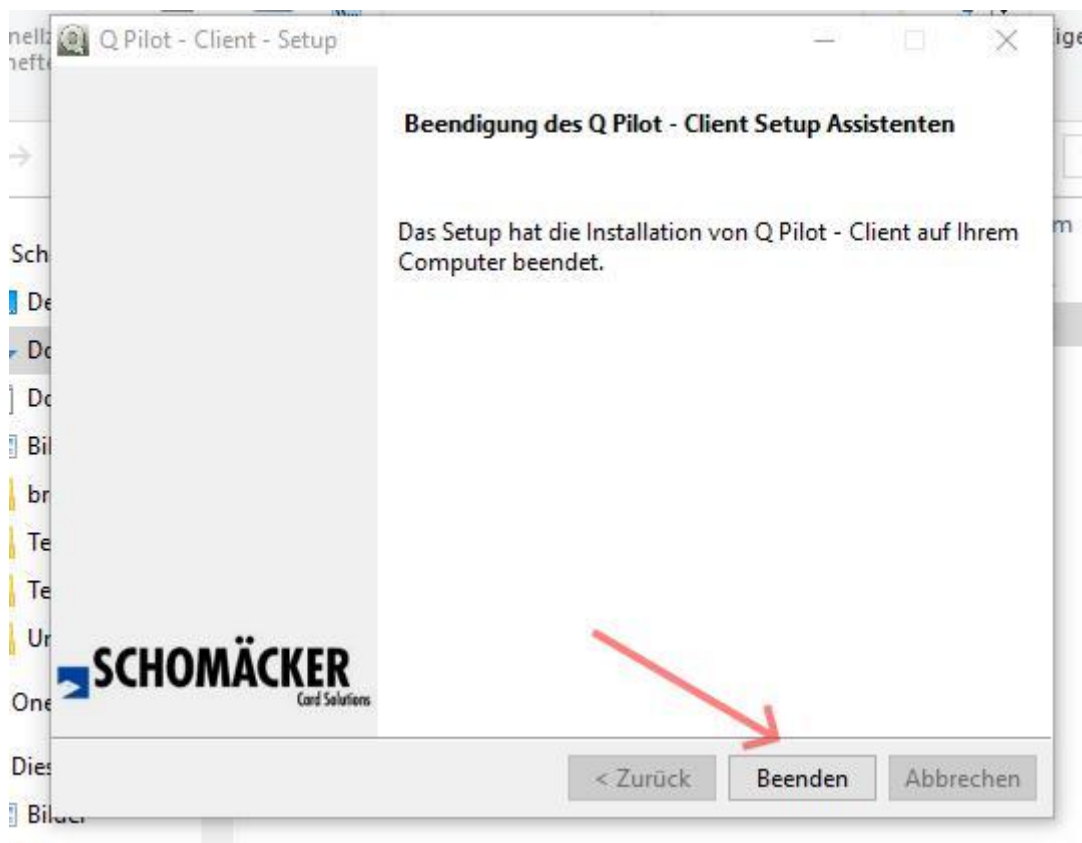 Q Pilot - Client - Setup
Beendigung des Q Pilot - Client Setup Assistenten
Das Setup hat die Installation von Q Pilot - Client auf Ihrem
Computer beendet.
SCHOMÄCKER
Card Solutions
< Zurück
Beenden
Abbrechen